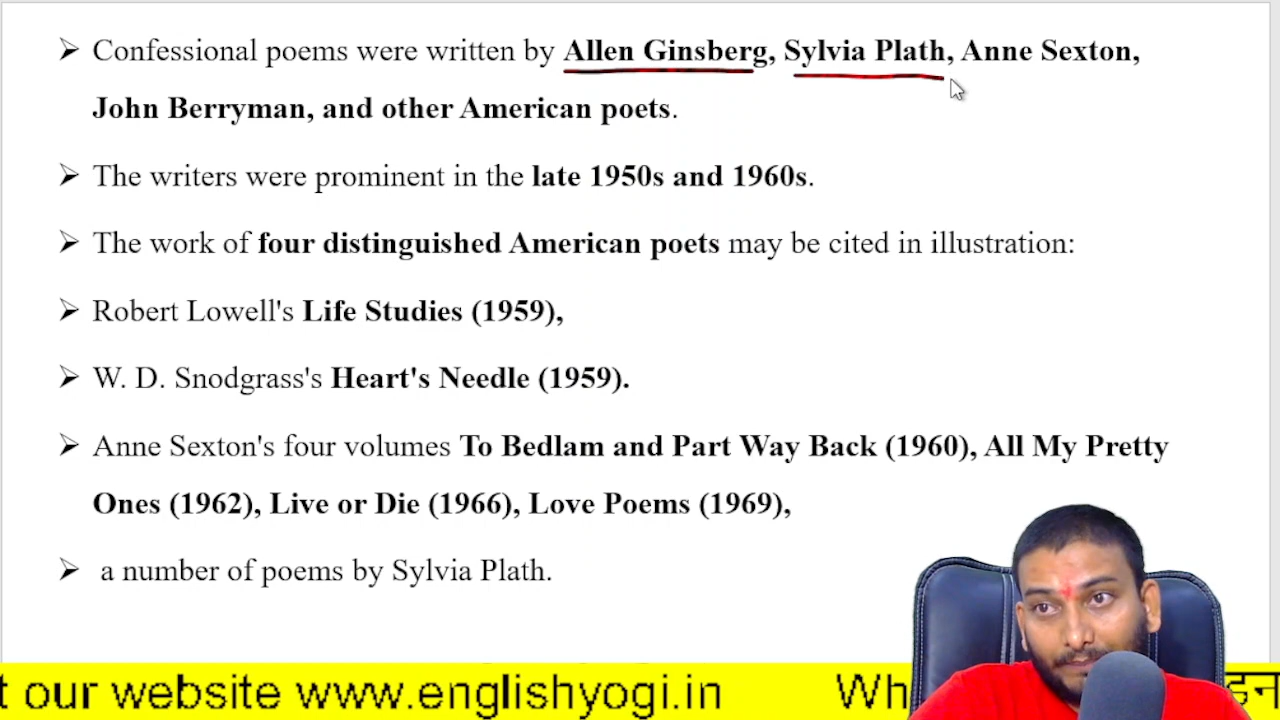 ➢ Confessional poems were written by Allen Ginsberg, Sylvia Plath, Anne Sexton,
John Berryman, and other American poets.
➢ The writers were prominent in the late 1950s and 1960s.
➢ The work of four distinguished American poets may be cited in illustration:
➢ Robert Lowell's Life Studies (1959),
➢ W. D. Snodgrass's Heart's Needle (1959).
➢ Anne Sexton's four volumes To Bedlam and Part Way Back (1960), All My Pretty
Ones (1962), Live or Die (1966), Love Poems (1969),
➢ a number of poems by Sylvia Plath.
our website www.englishyogi.in